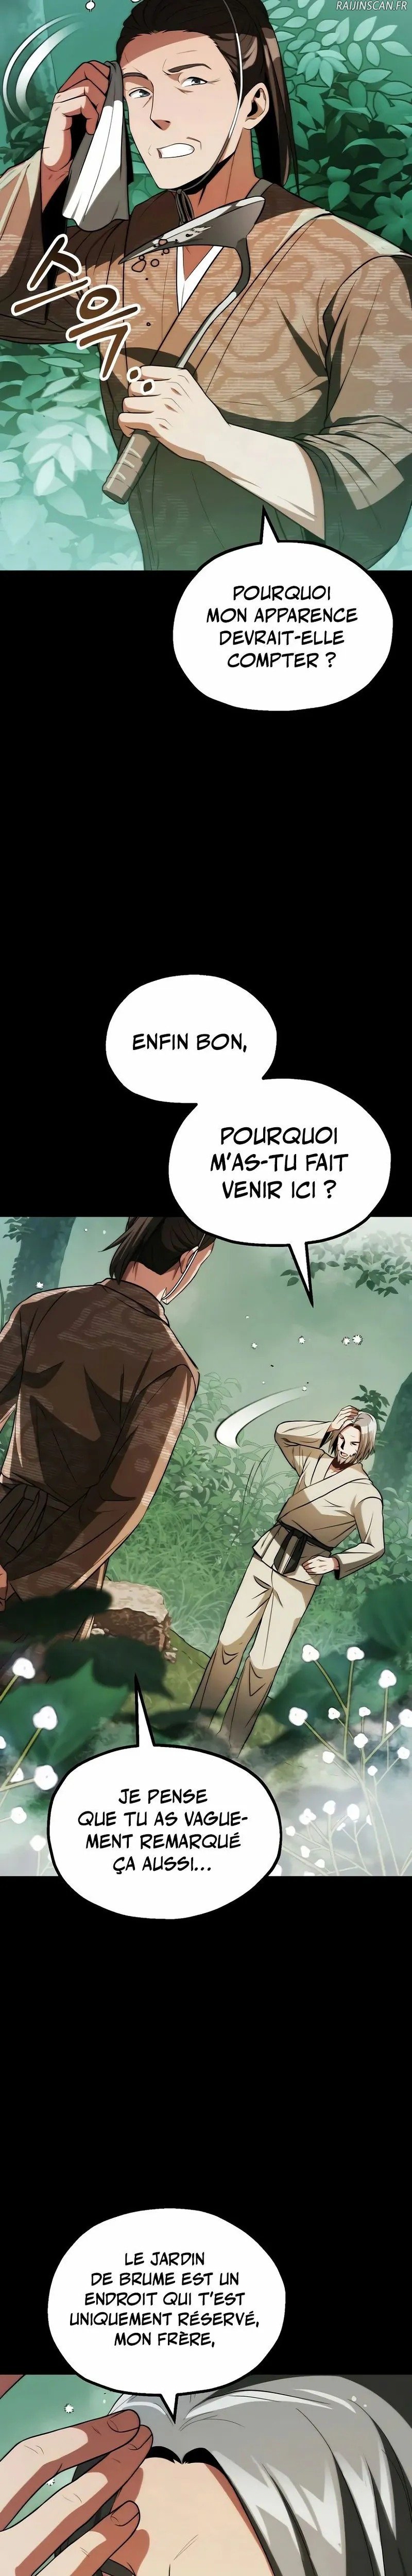 RAIJINSCAN.FR
스윽..
POURQUOI
MON APPARENCE
DEVRAIT-ELLE
COMPTER ?
ENFIN BON,
POURQUOI
M'AS-TU FAIT
VENIR ICI ?
JE PENSE
QUE TU AS VAGUE-
MENT REMARQUÉ
ÇA AUSSI...
LE JARDIN
DE BRUME EST UN
ENDROIT QUI T'EST
UNIQUEMENT RÉSERVÉ,
MON FRÈRE,